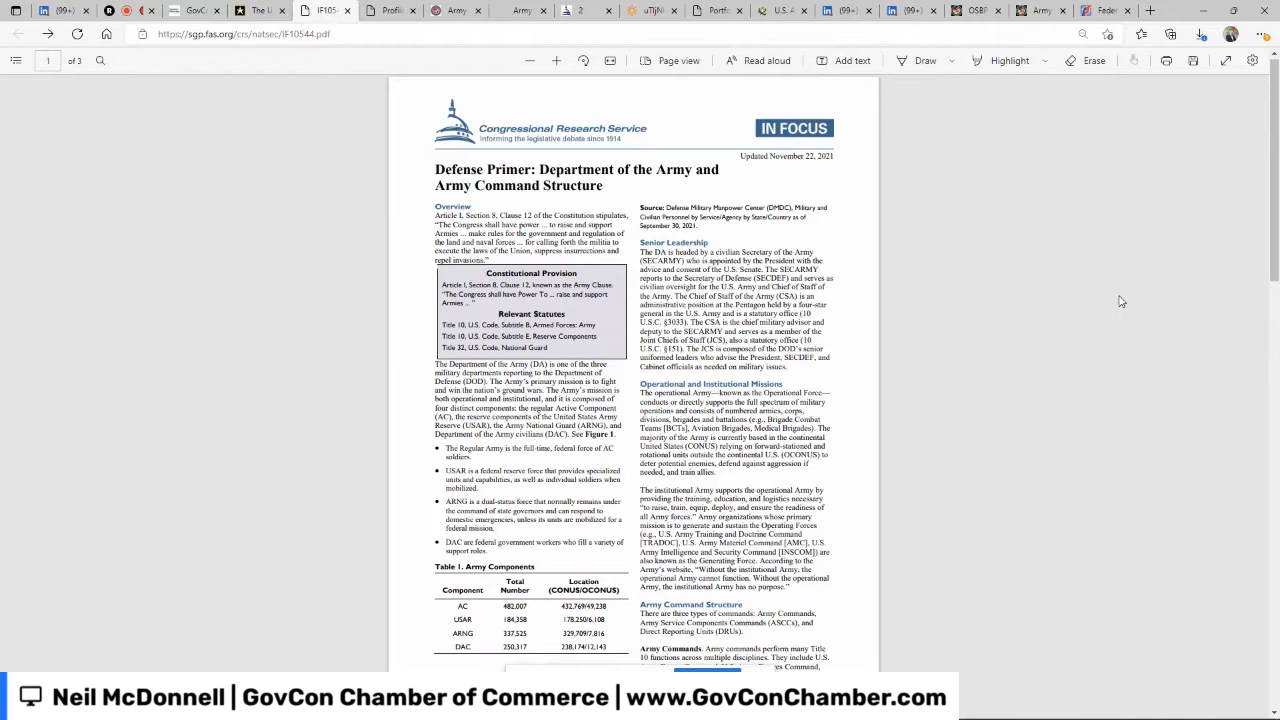 (99+)
R
The
LEI
IF105
Profil
Army
2
TijNo
Prob
Qu
U.S. A
(99+)
(99+)
(99+)
OSBP
Army
Feder
https://sgp.fas.org/crs/natsec/IF10544.pdf
1 of 3 Page view Read aloud Add text Draw Highlight Erase
Congressional Research Service
Informing the legislative debate since 1914
IN FOCUS
Updated November 22, 2021
Defense Primer: Department of the Army and
Army Command Structure
Overview
Article I, Section 8, Clause 12 of the Constitution stipulates,
“The Congress shall have power ... to raise and support
Armies ... make rules for the government and regulation of
the land and naval forces ... for calling forth the militia to
execute the laws of the Union, suppress insurrections and
repel invasions.”
Constitutional Provision
Article I, Section 8, Clause 12, known as the Army Clause.
“The Congress shall have Power To ... raise and support
Armies ... ”
Relevant Statutes
Title 10, U.S. Code, Subtitle B, Armed Forces: Army
Title 10, U.S. Code, Subtitle E, Reserve Components
Title 32, U.S. Code, National Guard
The Department of the Army (DA) is one of the three
military departments reporting to the Department of
Defense (DOD). The Army’s primary mission is to fight
and win the nation’s ground wars. The Army’s mission is
both operational and institutional, and it is composed of
four distinct components: the regular Active Component
(AC), the reserve components of the United States Army
Reserve (USAR), the Army National Guard (ARNG), and
Department of the Army civilians (DAC). See Figure 1.
• The Regular Army is the full-time, federal force of AC
soldiers.
• USAR is a federal reserve force that provides specialized
units and capabilities, as well as individual soldiers when
mobilized.
• ARNG is a dual-status force that normally remains under
the command of state governors and can respond to
domestic emergencies, unless its units are mobilized for a
federal mission.
• DAC are federal government workers who fill a variety of
support roles.
Table 1. Army Components
Component Total Number Location (CONUS/OCONUS)
AC 482,007 432,769/49,238
USAR 184,358 178,250/6,108
ARNG 337,525 329,709/7,816
DAC 250,317 238,174/12,143
Source: Defense Military Manpower Center (DMDC), Military and
Civilian Personnel by Service/Agency by State/Country as of
September 30, 2021.
Senior Leadership
The DA is headed by a civilian Secretary of the Army
(SECARMY) who is appointed by the President with the
advice and consent of the U.S. Senate. The SECARMY
reports to the Secretary of Defense (SECDEF) and serves as
civilian oversight for the U.S. Army and Chief of Staff of
the Army. The Chief of Staff of the Army (CSA) is an
administrative position at the Pentagon held by a four-star
general in the U.S. Army and is a statutory office (10
U.S.C. §3033). The CSA is the chief military advisor and
deputy to the SECARMY and serves as a member of the
Joint Chiefs of Staff (JCS), also a statutory office (10
U.S.C. §151). The JCS is composed of the DOD’s senior
uniformed leaders who advise the President, SECDEF, and
Cabinet officials as needed on military issues.
Operational and Institutional Missions
The operational Army—known as the Operational Force—
conducts or directly supports the full spectrum of military
operations and consists of numbered armies, corps,
divisions, brigades and battalions (e.g., Brigade Combat
Teams [BCTs], Aviation Brigades, Medical Brigades). The
majority of the Army is currently based in the continental
United States (CONUS) relying on forward-stationed and
rotational units outside the continental U.S. (OCONUS) to
deter potential enemies, defend against aggression if
needed, and train allies.
The institutional Army supports the operational Army by
providing the training, education, and logistics necessary
“to raise, train, equip, deploy, and ensure the readiness of
all Army forces.” Army organizations whose primary
mission is to generate and sustain the Operating Forces
(e.g., U.S. Army Training and Doctrine Command
[TRADOC], U.S. Army Materiel Command [AMC], U.S.
Army Intelligence and Security Command [INSCOM]) are
also known as the Generating Force. According to the
Army’s website, “Without the institutional Army, the
operational Army cannot function. Without the operational
Army, the institutional Army has no purpose.”
Army Command Structure
There are three types of commands: Army Commands,
Army Service Components Commands (ASCCs), and
Direct Reporting Units (DRUs).
Army Commands. Army commands perform many Title
10 functions across multiple disciplines. They include U.S.
Command,
Neil McDonnell | GovCon Chamber of Commerce | www.GovConChamber.com